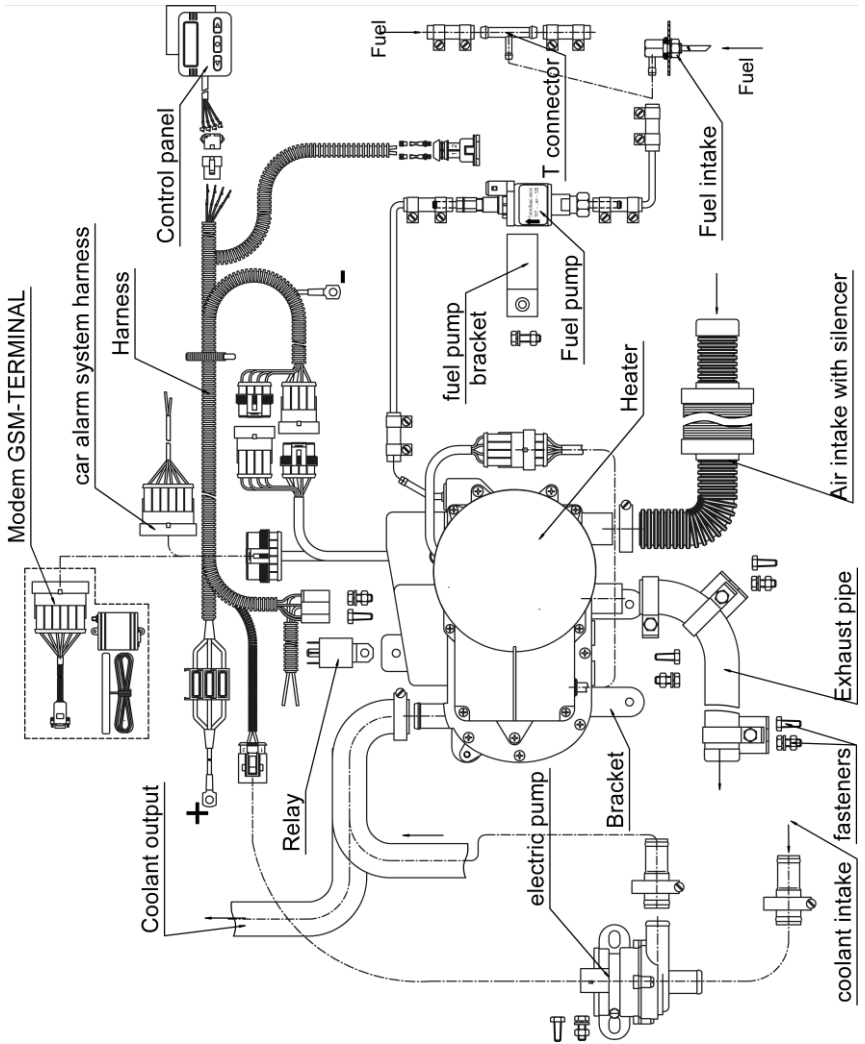 Modem GSM-TERMINAL
car alarm system harness
Harness
Control panel
Coolant output
+
Relay
-
Fuel
T connector
Fuel
Fuel intake
fuel pump
bracket
Fuel pump
Heater
Air intake with silencer
electric pump
Bracket
Exhaust pipe
fasteners
coolant intake